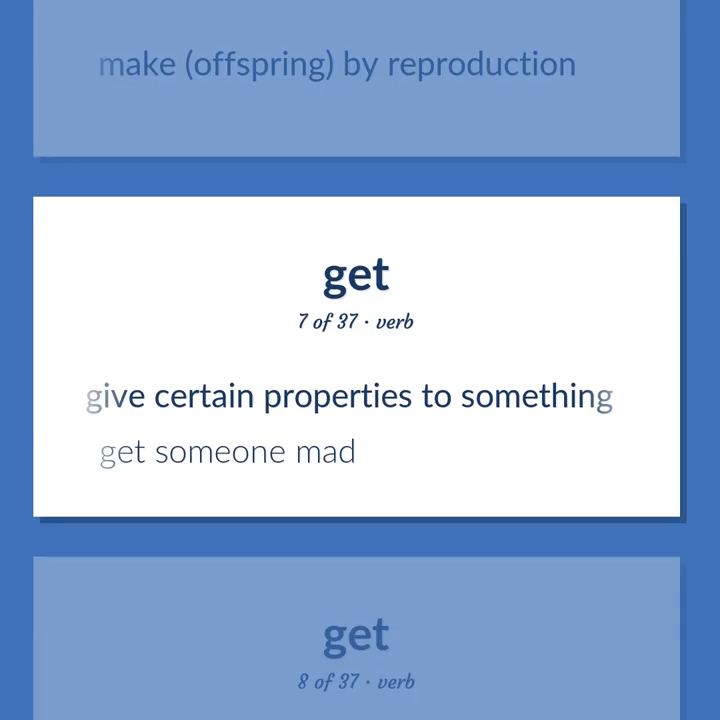 make (offspring) by reproduction
get
7 of 37 · verb
give certain properties to something
get someone mad
get
8 of 37 · verb